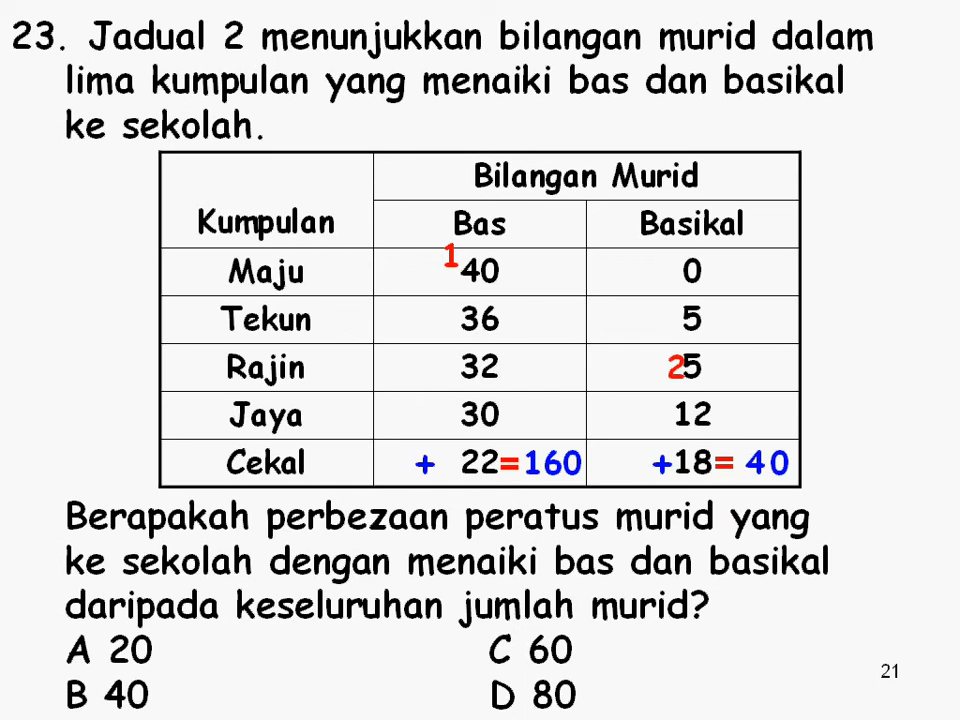 23. Jadual 2 menunjukkan bilangan murid dalam
lima kumpulan yang menaiki bas dan basikal
ke sekolah.
Kumpulan Bilangan Murid
Bas Basikal
1
Maju 40 0
Tekun 36 5
Rajin 32 25
Jaya 30 12
Cekal + 22=160 +18= 40
Berapakah perbezaan peratus murid yang
ke sekolah dengan menaiki bas dan basikal
daripada keseluruhan jumlah murid?
A 20 C 60
B 40 D 80
21